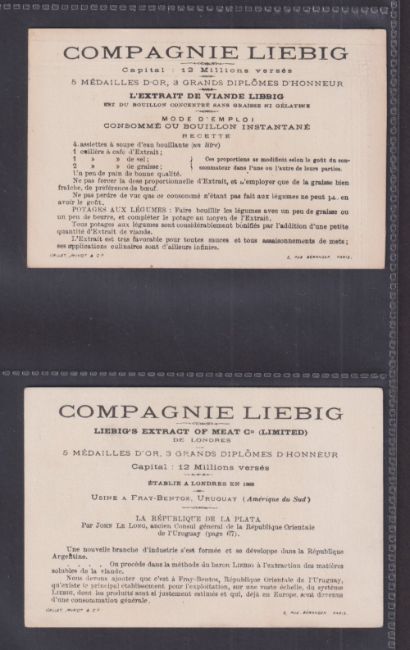 COMPAGNIE LIEBIG
Capital : 12 Millions versés
5 MÉDAILLES D'OR, 3 GRANDS DIPLÔMES D'HONNEUR
L'EXTRAIT DE VIANDE LIEBIG
EST DU BOUILLON CONCENTRÉ SANS GRAISSE NI GÉLATINE
MODE D'EMPLOI
CONSOMMÉ OU BOUILLON INSTANTANÉ
RECETTE
4 assiettes à soupe d'eau bouillante (un litre)
1 cuillère à café d'Extrait;
1 » » de sel; } Ces proportions se modifient selon le goût du con-
2 » » de graisse; } sommateur dans l'une ou l'autre de leurs parties.
Un peu de pain de bonne qualité.
Ne pas forcer la dose proportionnelle d'Extrait, et n'employer que de la graisse bien
fraîche, de préférence du bœuf.
Ne pas perdre de vue que ce consommé n'étant pas fait aux légumes ne peut pas en
avoir le goût.
POTAGES AUX LÉGUMES : Faire bouillir les légumes avec un peu de graisse ou
un peu de beurre, et compléter le potage au moyen de l'Extrait.
Tous potages aux légumes sont considérablement bonifiés par l'addition d'une petite
quantité d'Extrait de viande.
L'Extrait est très favorable pour toutes sauces et tous assaisonnements de mets;
ses applications culinaires sont d'ailleurs infinies.
2, RUE BÉRANGER, PARIS.
COMPAGNIE LIEBIG
LIEBIG'S EXTRACT OF MEAT Co (LIMITED)
DE LONDRES
5 MÉDAILLES D'OR, 3 GRANDS DIPLÔMES D'HONNEUR
Capital : 12 Millions versés
ÉTABLIE A LONDRES EN 1865
USINE A FRAY-BENTOS, URUGUAY (Amérique du Sud)
LA RÉPUBLIQUE DE LA PLATA
Par JOHN LE LONG, ancien Consul général de la République Orientale
de l'Uruguay (page 67).
Une nouvelle branche d'industrie s'est formée et se développe dans la République
Argentine.
. . . . On procède dans la méthode du baron LIEBIG à l'extraction des matières
solubles de la viande.
Nous devons ajouter que c'est à Fray-Bentos, République Orientale de l'Uruguay,
qu'existe le principal établissement pour l'exploitation, sur une vaste échelle, du système
LIEBIG, dont les produits sont si justement estimés et qui, déjà en Europe, sont devenus
d'une consommation générale.
2, RUE BÉRANGER, PARIS.